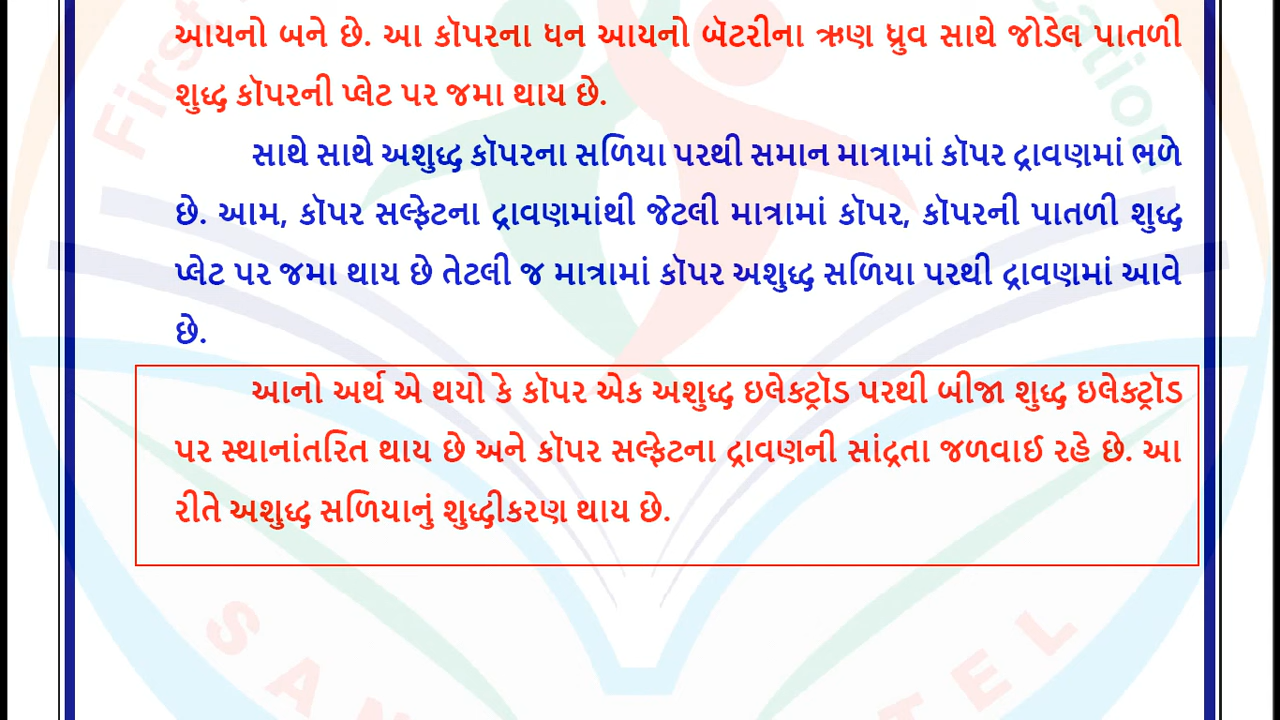 આયનો બને છે. આ કૉપરના ધન આયનો બૅટરીના ઋણ ધ્રુવ સાથે જોડેલ પાતળી
શુદ્ધ કૉપરની પ્લેટ પર જમા થાય છે.
સાથે સાથે અશુદ્ધ કૉપરના સળિયા પરથી સમાન માત્રામાં કૉપર દ્રાવણમાં ભળે
છે. આમ, કૉપર સલ્ફેટના દ્રાવણમાંથી જેટલી માત્રામાં કૉપર, કૉપરની પાતળી શુદ્ધ
પ્લેટ પર જમા થાય છે તેટલી જ માત્રામાં કૉપર અશુદ્ધ સળિયા પરથી દ્રાવણમાં આવે
છે.
આનો અર્થ એ થયો કે કૉપર એક અશુદ્ધ ઇલેક્ટ્રૉડ પરથી બીજા શુદ્ધ ઇલેક્ટ્રૉડ
પર સ્થાનાંતરિત થાય છે અને કૉપર સલ્ફેટના દ્રાવણની સાંદ્રતા જળવાઈ રહે છે. આ
રીતે અશુદ્ધ સળિયાનું શુદ્ધીકરણ થાય છે.
First